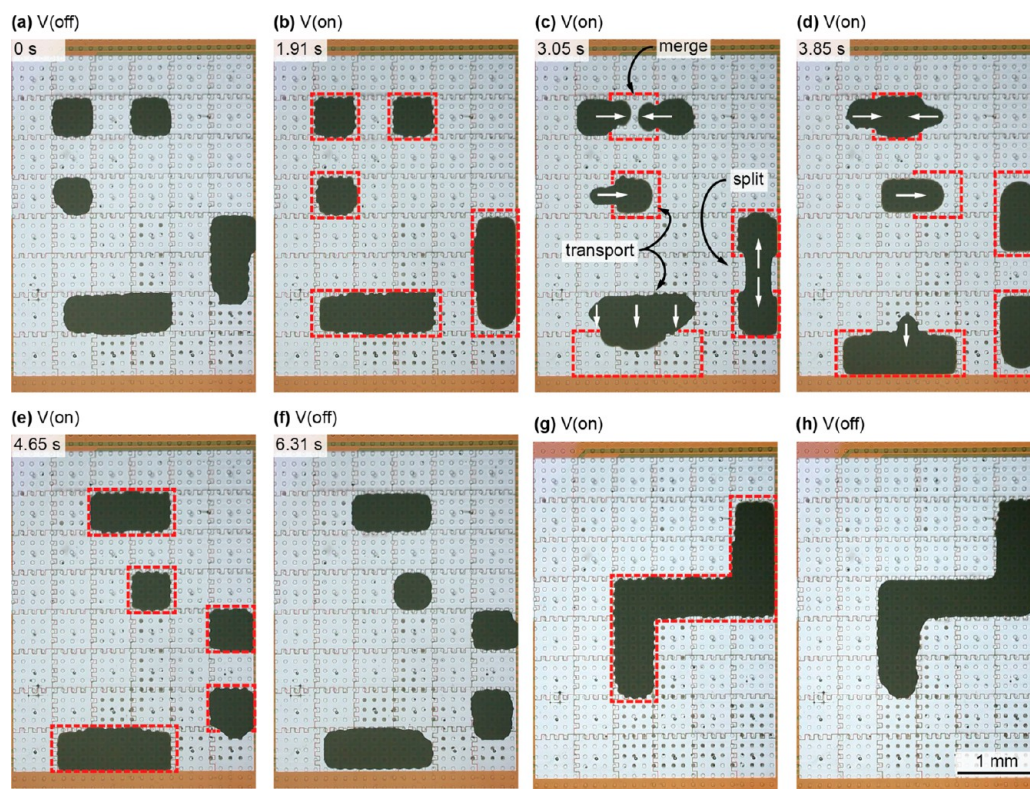 (a) V(off)
0 s
(b) V(on)
1.91 s
(c) V(on)
3.05 s
merge
split
transport
(d) V(on)
3.85 s
(e) V(on)
4.65 s
(f) V(off)
6.31 s
(g) V(on)
(h) V(off)
1 mm